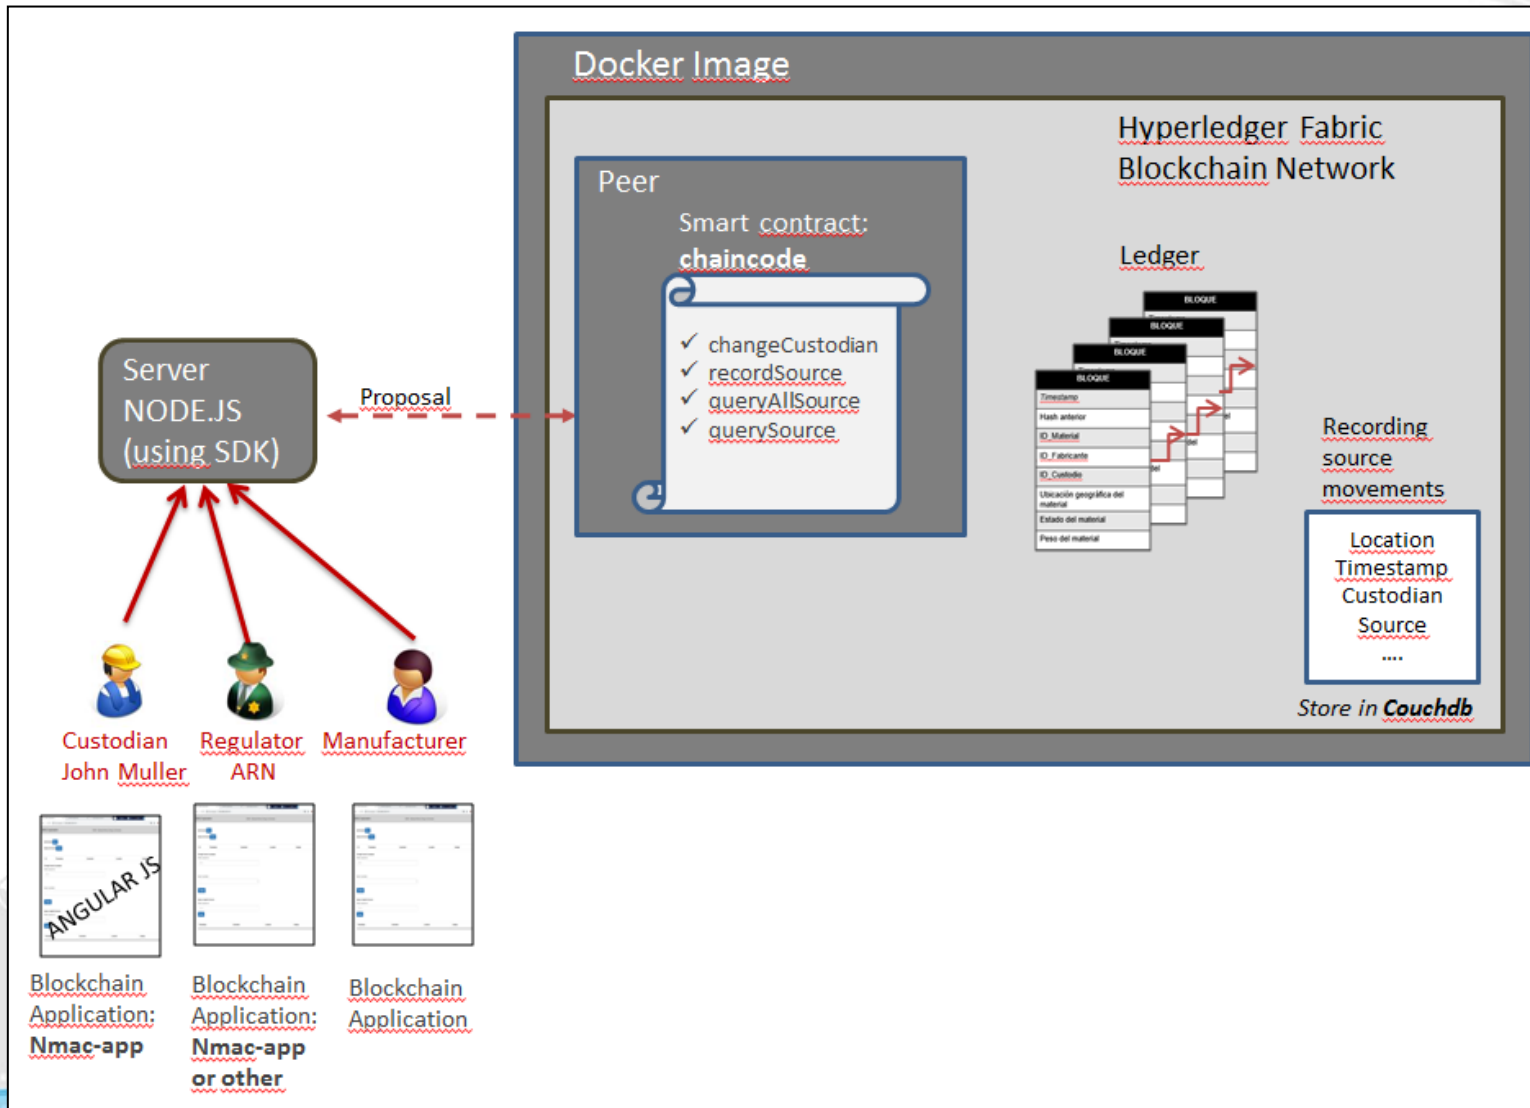 Docker Image
Hyperledger Fabric
Blockchain Network
Peer
Smart contract:
chaincode
✓ changeCustodian
✓ recordSource
✓ queryAllSource
✓ querySource
Ledger
BLOQUE
BLOQUE
BLOQUE
BLOQUE
Timestamp
Hash anterior
ID_Material
ID_Fabricante
ID_Custodio
Ubicación geográfica del
material
Estado del material
Peso del material
del
del
del
Recording
source
movements
Location
Timestamp
Custodian
Source
....
Store in Couchdb
Server
NODE.JS
(using SDK)
Proposal
Custodian
John Muller
Regulator
ARN
Manufacturer
ANGULAR JS
Blockchain
Application:
Nmac-app
Blockchain
Application:
Nmac-app
or other
Blockchain
Application